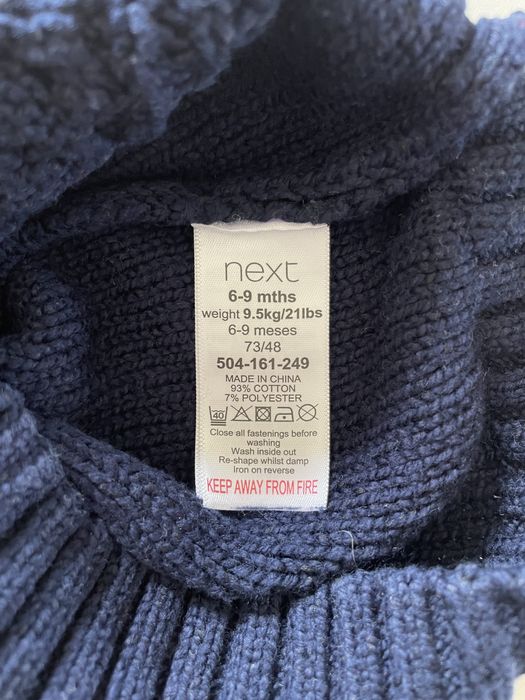 next
6-9 mths
weight 9.5kg/21lbs
6-9 meses
73/48
504-161-249
MADE IN CHINA
93% COTTON
7% POLYESTER
40
Close all fastenings before
washing
Wash inside out
Re-shape whilst damp
Iron on reverse
KEEP AWAY FROM FIRE